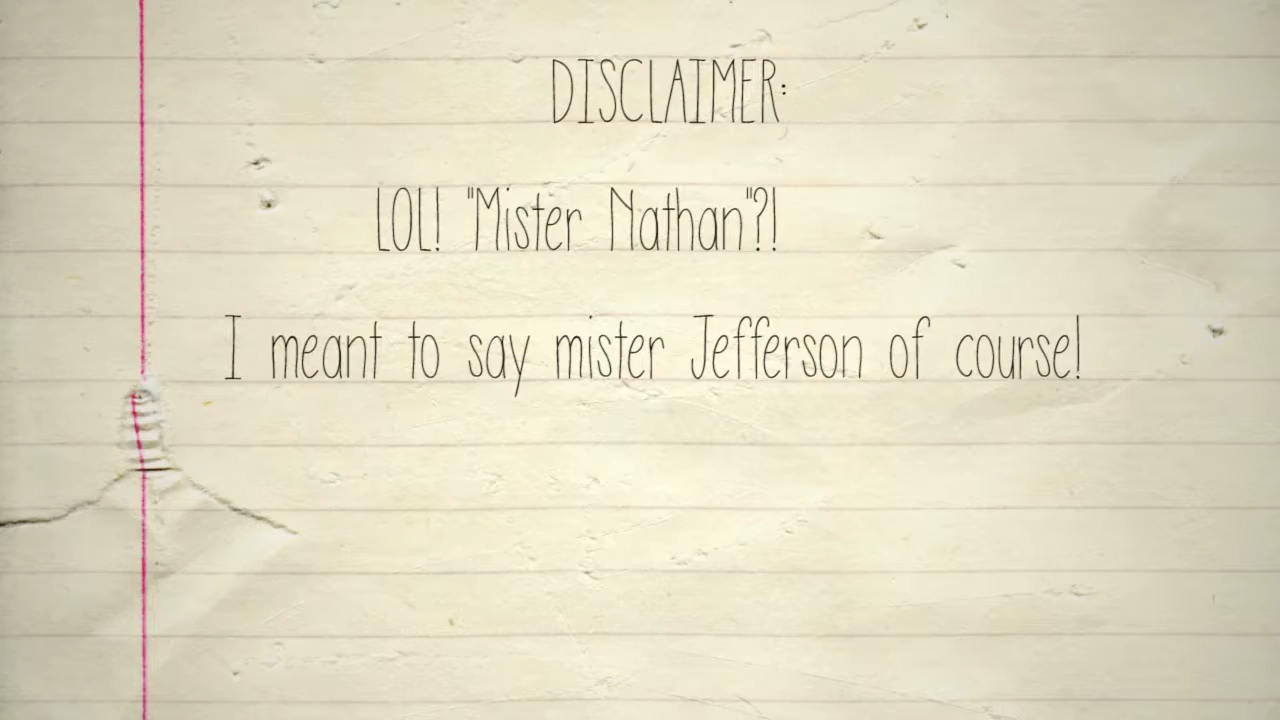 DISCLAIMER:
LOL! "Mister Nathan"?!
I meant to say mister Jefferson of course!